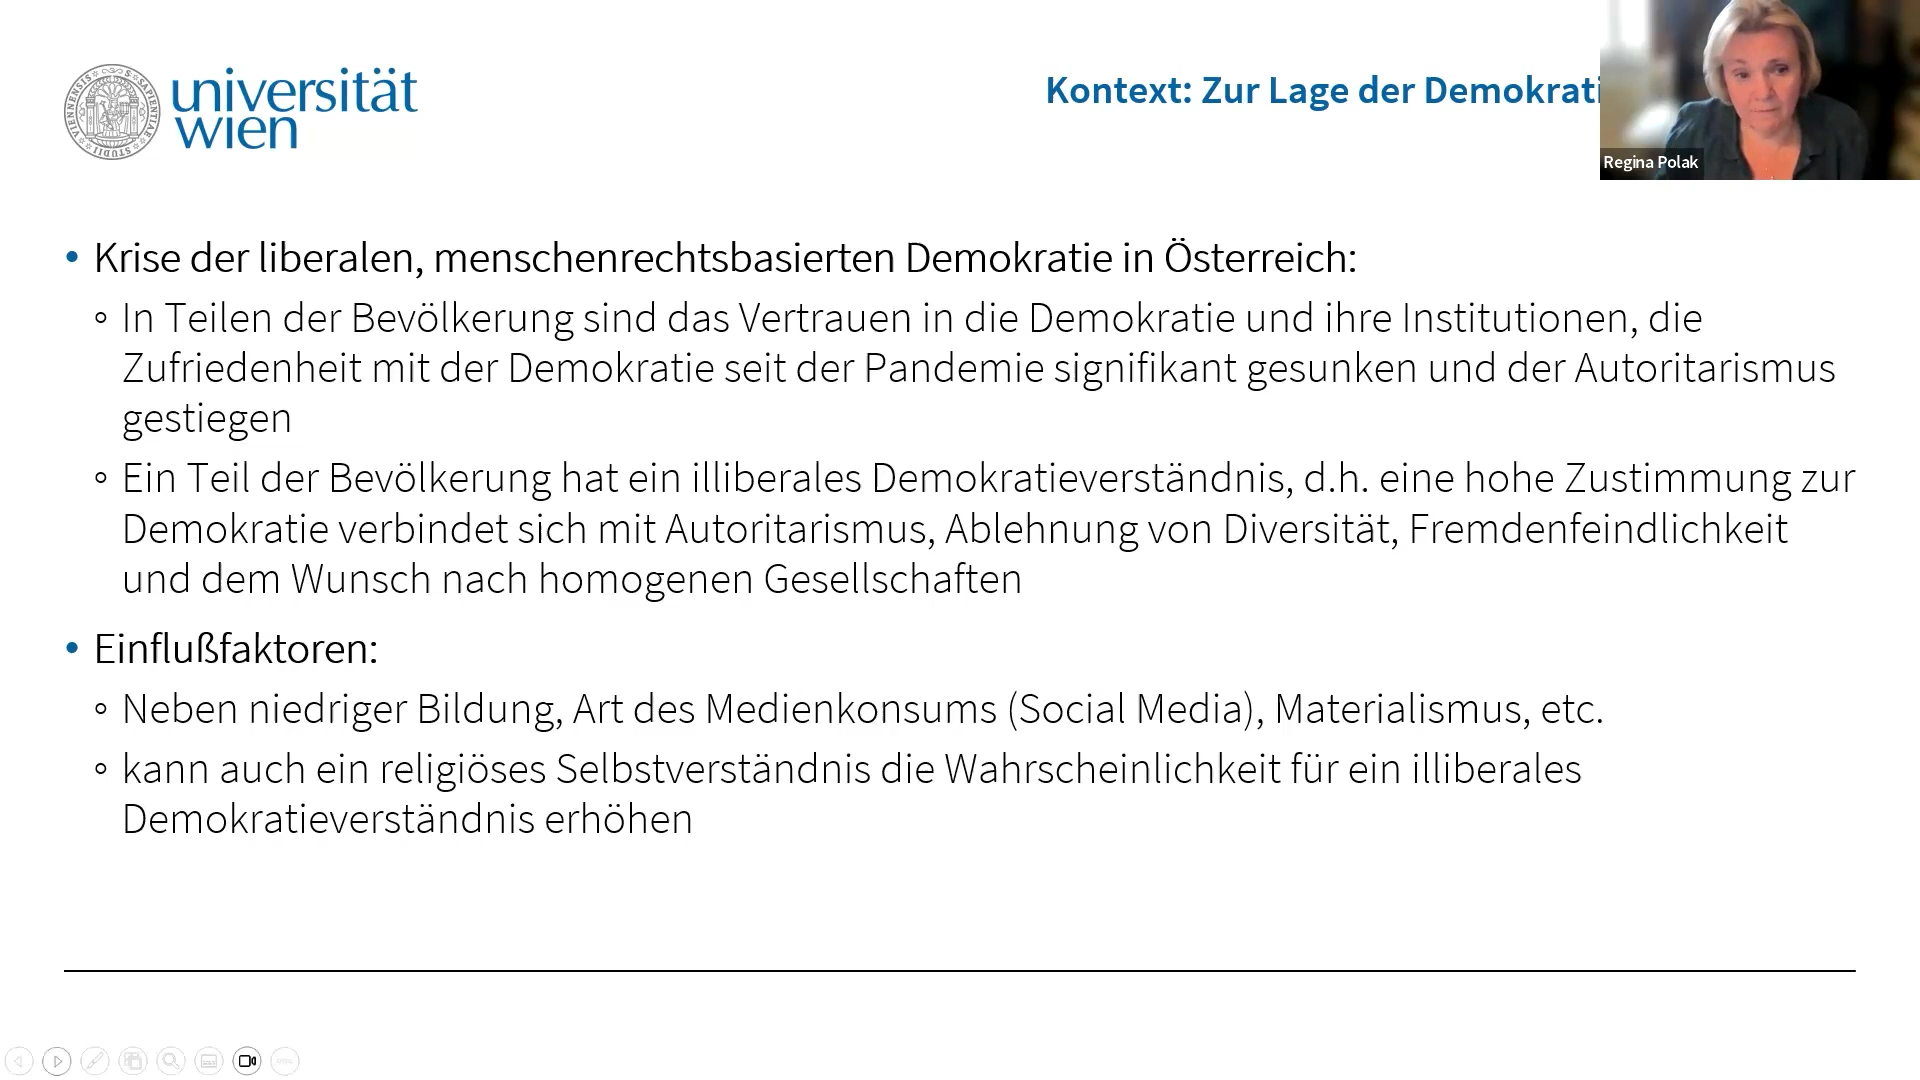 universität
wien
Kontext: Zur Lage der Demokrati
Regina Polak
• Krise der liberalen, menschenrechtsbasierten Demokratie in Österreich:
◦ In Teilen der Bevölkerung sind das Vertrauen in die Demokratie und ihre Institutionen, die
Zufriedenheit mit der Demokratie seit der Pandemie signifikant gesunken und der Autoritarismus
gestiegen
◦ Ein Teil der Bevölkerung hat ein illiberales Demokratieverständnis, d.h. eine hohe Zustimmung zur
Demokratie verbindet sich mit Autoritarismus, Ablehnung von Diversität, Fremdenfeindlichkeit
und dem Wunsch nach homogenen Gesellschaften
• Einflußfaktoren:
◦ Neben niedriger Bildung, Art des Medienkonsums (Social Media), Materialismus, etc.
◦ kann auch ein religiöses Selbstverständnis die Wahrscheinlichkeit für ein illiberales
Demokratieverständnis erhöhen